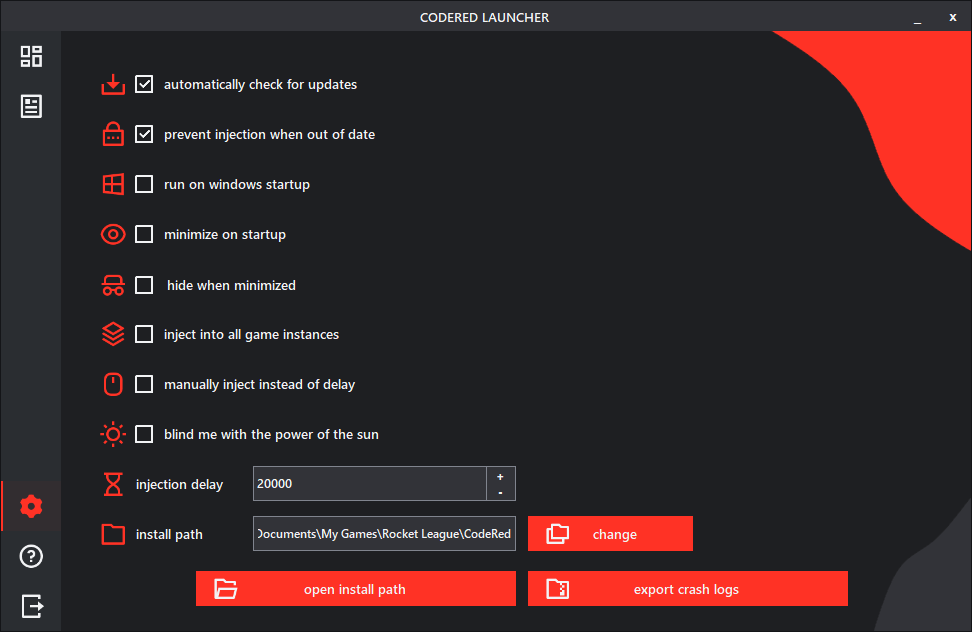 CODERED LAUNCHER
_ x
automatically check for updates
prevent injection when out of date
run on windows startup
minimize on startup
hide when minimized
inject into all game instances
manually inject instead of delay
blind me with the power of the sun
injection delay 20000 + -
install path Documents\My Games\Rocket League\CodeRed change
open install path export crash logs